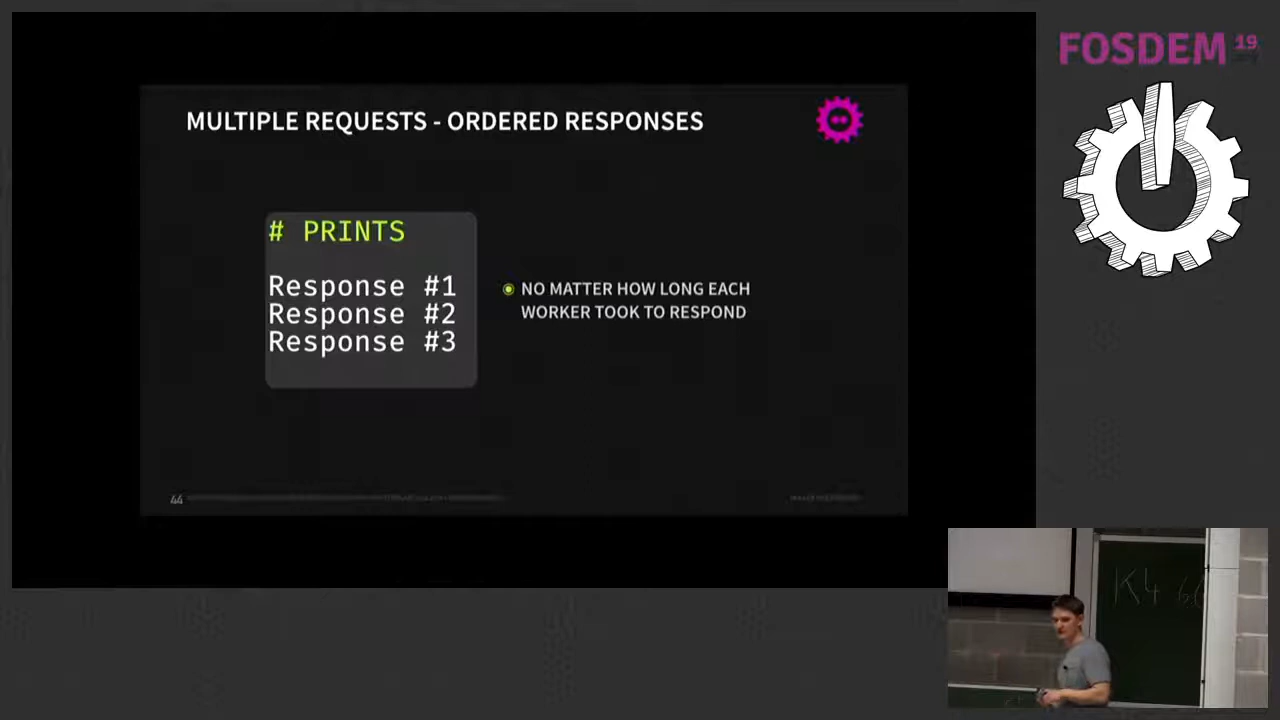 FOSDEM 19
MULTIPLE REQUESTS - ORDERED RESPONSES
# PRINTS
Response #1
Response #2
Response #3
NO MATTER HOW LONG EACH
WORKER TOOK TO RESPOND
44
K4